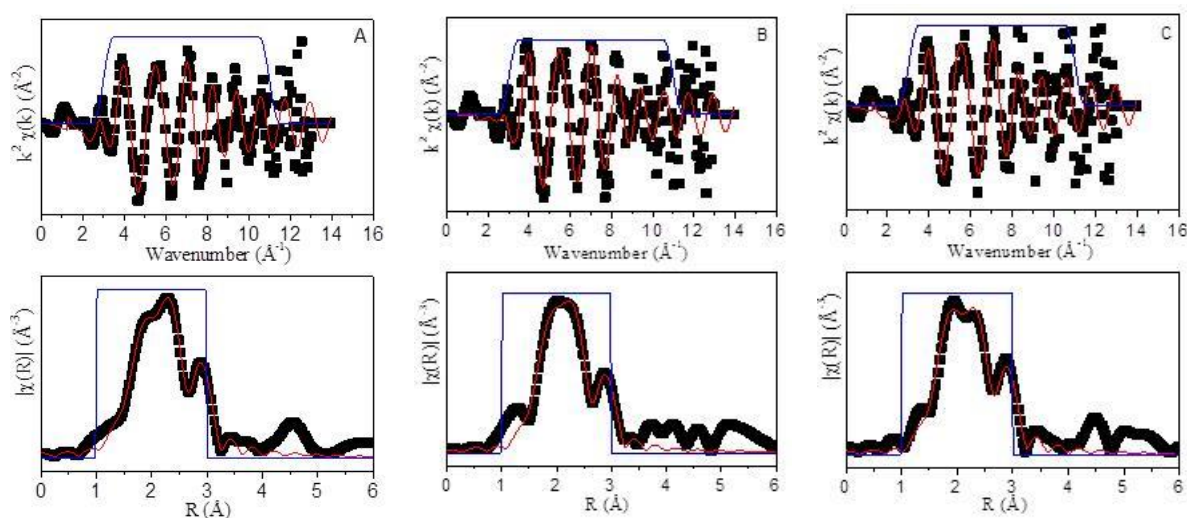 A
k² χ(k) (Å⁻²)
0 2 4 6 8 10 12 14 16
Wavenumber (Å⁻¹)
B
k² χ(k) (Å⁻²)
0 2 4 6 8 10 12 14 16
Wavenumber (Å⁻¹)
C
k² χ(k) (Å⁻²)
0 2 4 6 8 10 12 14 16
Wavenumber (Å⁻¹)
|χ(R)| (Å⁻³)
0 1 2 3 4 5 6
R (Å)
|χ(R)| (Å⁻³)
0 1 2 3 4 5 6
R (Å)
|χ(R)| (Å⁻³)
0 1 2 3 4 5 6
R (Å)